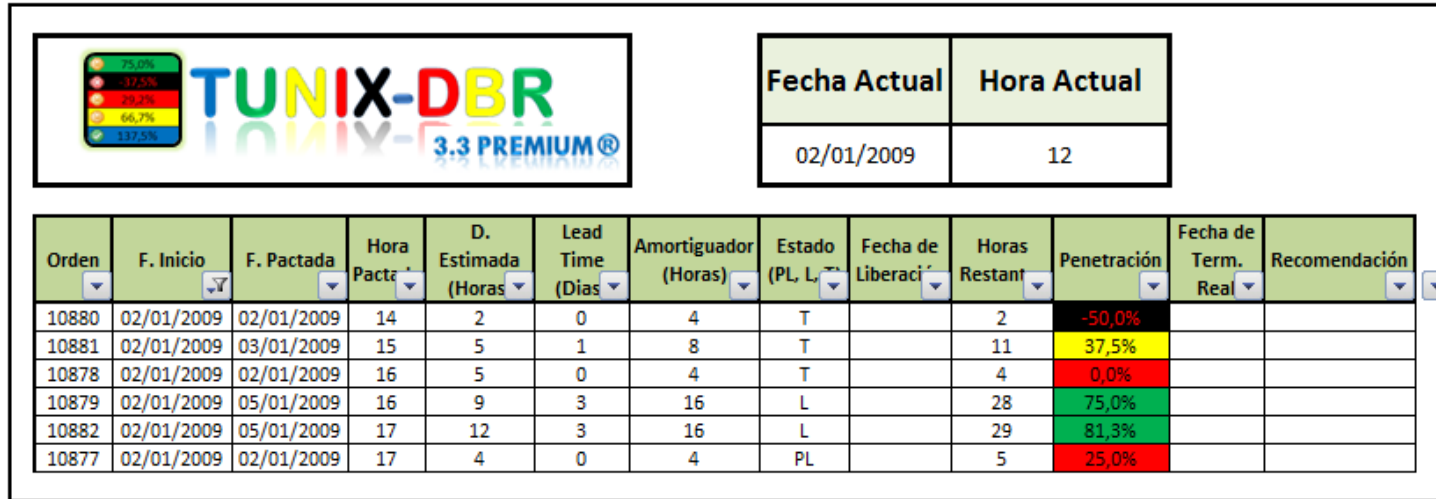 75,0%
-37,5%
29,2%
66,7%
137,5%
TUNIX-DBR
3.3 PREMIUM®
Fecha Actual Hora Actual
02/01/2009 12
Orden F. Inicio F. Pactada Hora D. Estimada (Horas Lead Time (Dias Amortiguador (Horas) Estado (PL, L, Fecha de Horas Penetración Fecha de Term. Real Recomendación
10880 02/01/2009 02/01/2009 14 2 0 4 T 2 -50,0%
10881 02/01/2009 03/01/2009 15 5 1 8 T 11 37,5%
10878 02/01/2009 02/01/2009 16 5 0 4 T 4 0,0%
10879 02/01/2009 05/01/2009 16 9 3 16 L 28 75,0%
10882 02/01/2009 05/01/2009 17 12 3 16 L 29 81,3%
10877 02/01/2009 02/01/2009 17 4 0 4 PL 5 25,0%